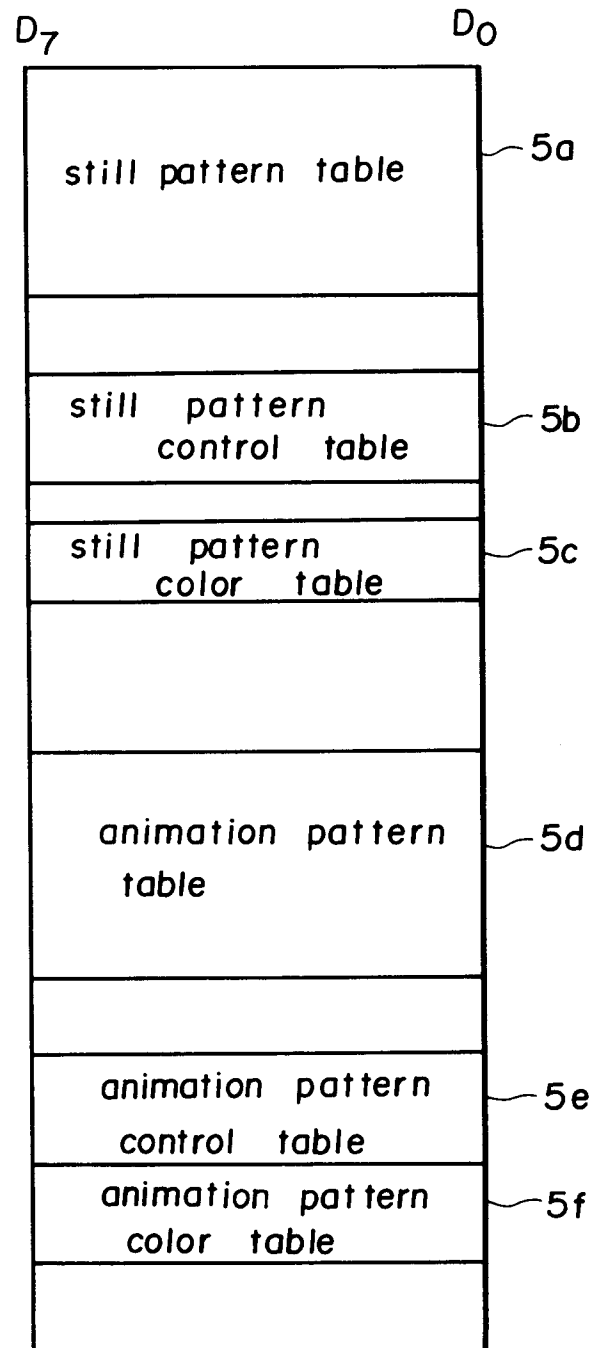 D7 D0
still pattern table 5a
still pattern
control table 5b
still pattern
color table 5c
animation pattern
table 5d
animation pattern
control table 5e
animation pattern
color table 5f